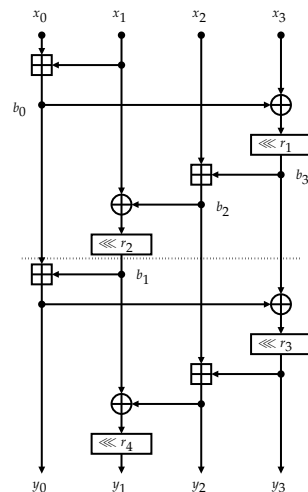 x0 x1 x2 x3
b0
⋘ r1
b3
b2
⋘ r2
b1
⋘ r3
⋘ r4
y0 y1 y2 y3